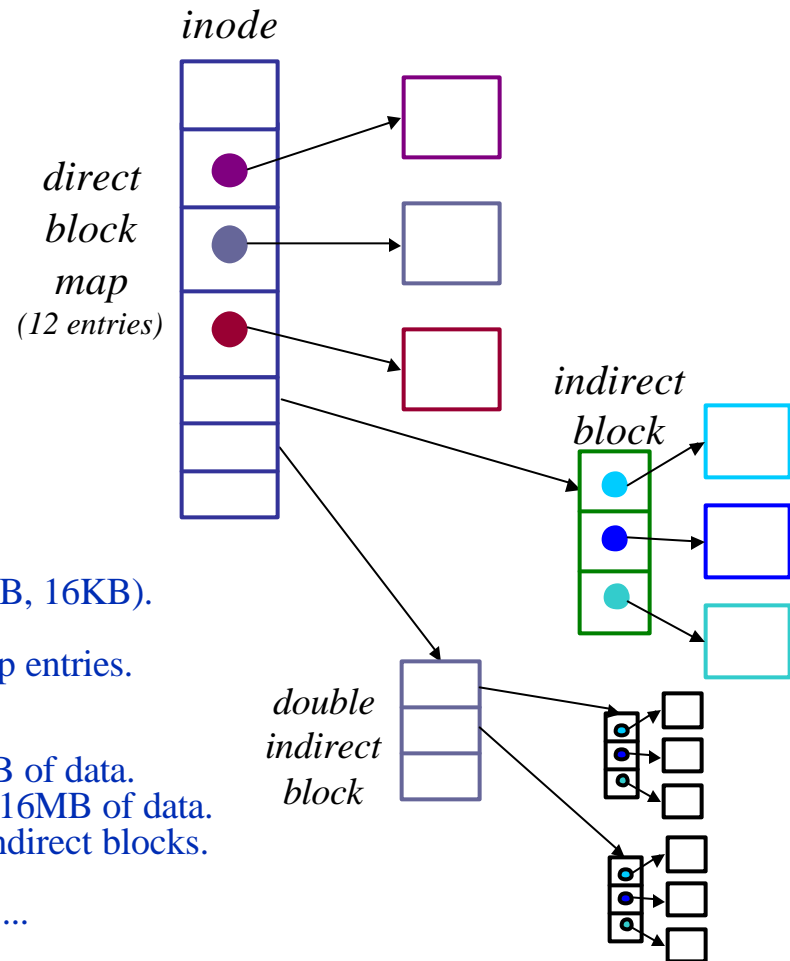 inode
direct
block
map
(12 entries)
indirect
block
B, 16KB).
p entries.
double
indirect
block
B of data.
16MB of data.
ndirect blocks.
...